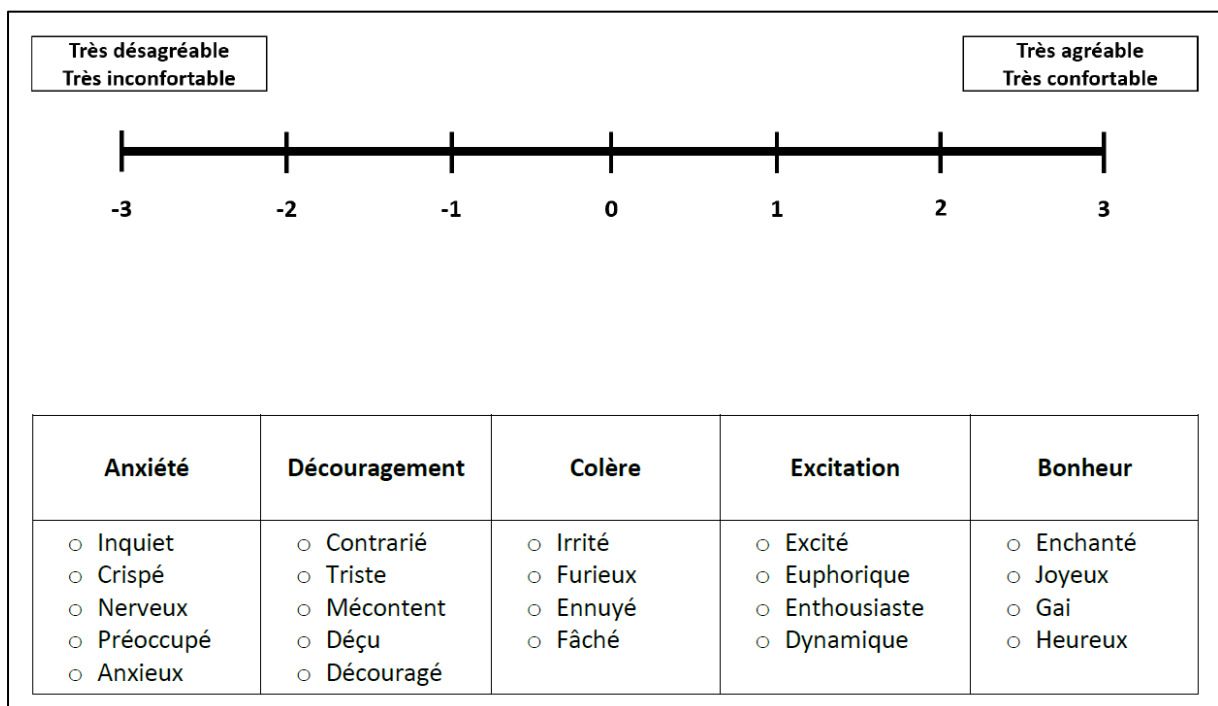 Très désagréable
Très inconfortable
Très agréable
Très confortable
-3 -2 -1 0 1 2 3
Anxiété Découragement Colère Excitation Bonheur
○ Inquiet
○ Crispé
○ Nerveux
○ Préoccupé
○ Anxieux
○ Contrarié
○ Triste
○ Mécontent
○ Déçu
○ Découragé
○ Irrité
○ Furieux
○ Ennuyé
○ Fâché
○ Excité
○ Euphorique
○ Enthousiaste
○ Dynamique
○ Enchanté
○ Joyeux
○ Gai
○ Heureux